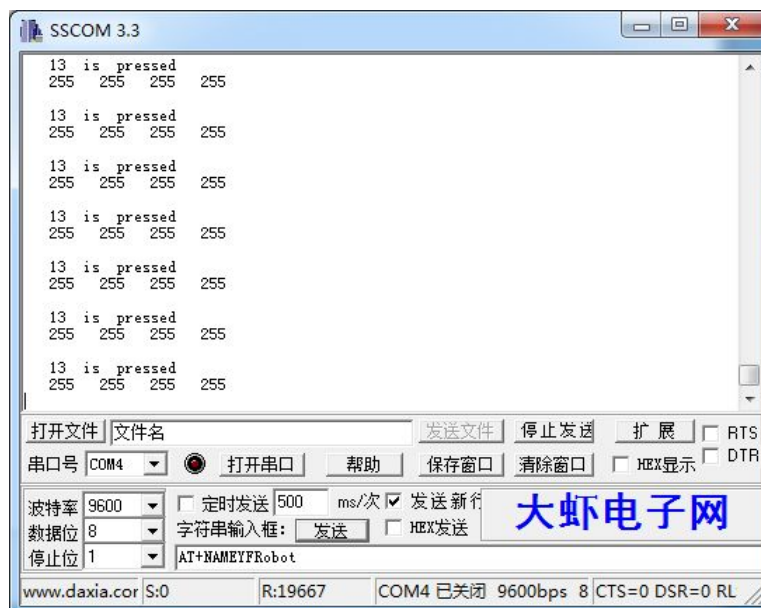 SSCOM 3.3
13 is pressed
255 255 255 255
13 is pressed
255 255 255 255
13 is pressed
255 255 255 255
13 is pressed
255 255 255 255
13 is pressed
255 255 255 255
13 is pressed
255 255 255 255
13 is pressed
255 255 255 255
打开文件 文件名 发送文件 停止发送 扩展 RTS
串口号 COM4 打开串口 帮助 保存窗口 清除窗口 HEX显示 DTR
波特率 9600 定时发送 500 ms/次 发送新行 大虾电子网
数据位 8 字符串输入框: 发送 HEX发送
停止位 1 AT+NAMEYFRobot
www.daxia.cor S:0 R:19667 COM4 已关闭 9600bps 8 CTS=0 DSR=0 RL